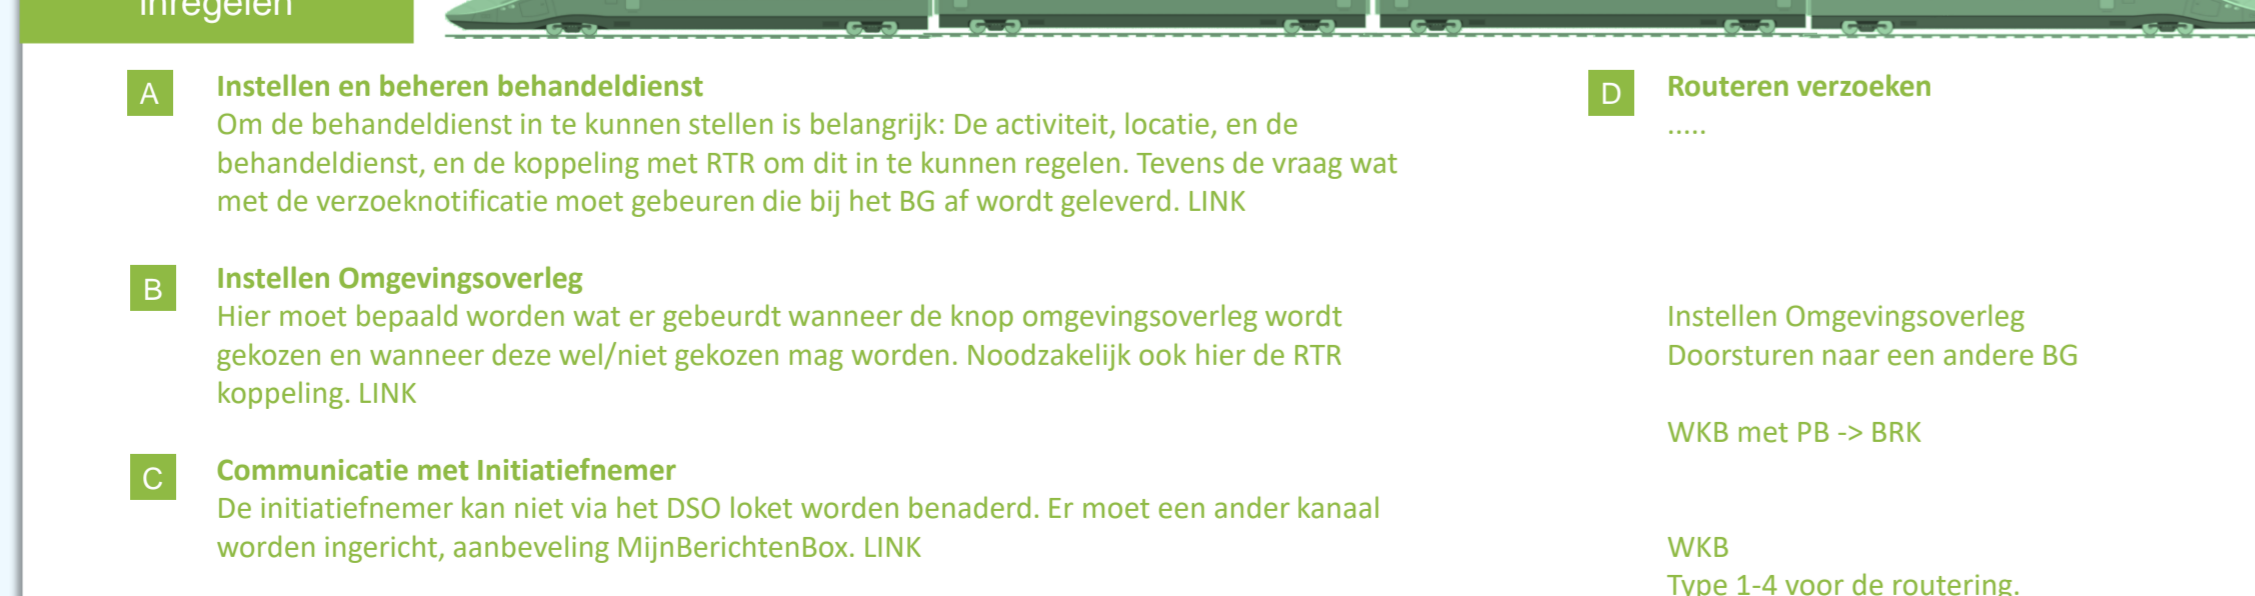 Inregelen
A
Instellen en beheren behandeldienst
Om de behandeldienst in te kunnen stellen is belangrijk: De activiteit, locatie, en de
behandeldienst, en de koppeling met RTR om dit in te kunnen regelen. Tevens de vraag wat
met de verzoeknotificatie moet gebeuren die bij het BG af wordt geleverd. LINK
B
Instellen Omgevingsoverleg
Hier moet bepaald worden wat er gebeurdt wanneer de knop omgevingsoverleg wordt
gekozen en wanneer deze wel/niet gekozen mag worden. Noodzakelijk ook hier de RTR
koppeling. LINK
C
Communicatie met Initiatiefnemer
De initiatiefnemer kan niet via het DSO loket worden benaderd. Er moet een ander kanaal
worden ingericht, aanbeveling MijnBerichtenBox. LINK
D
Routeren verzoeken
.....
Instellen Omgevingsoverleg
Doorsturen naar een andere BG
WKB met PB -> BRK
WKB
Type 1-4 voor de routering.